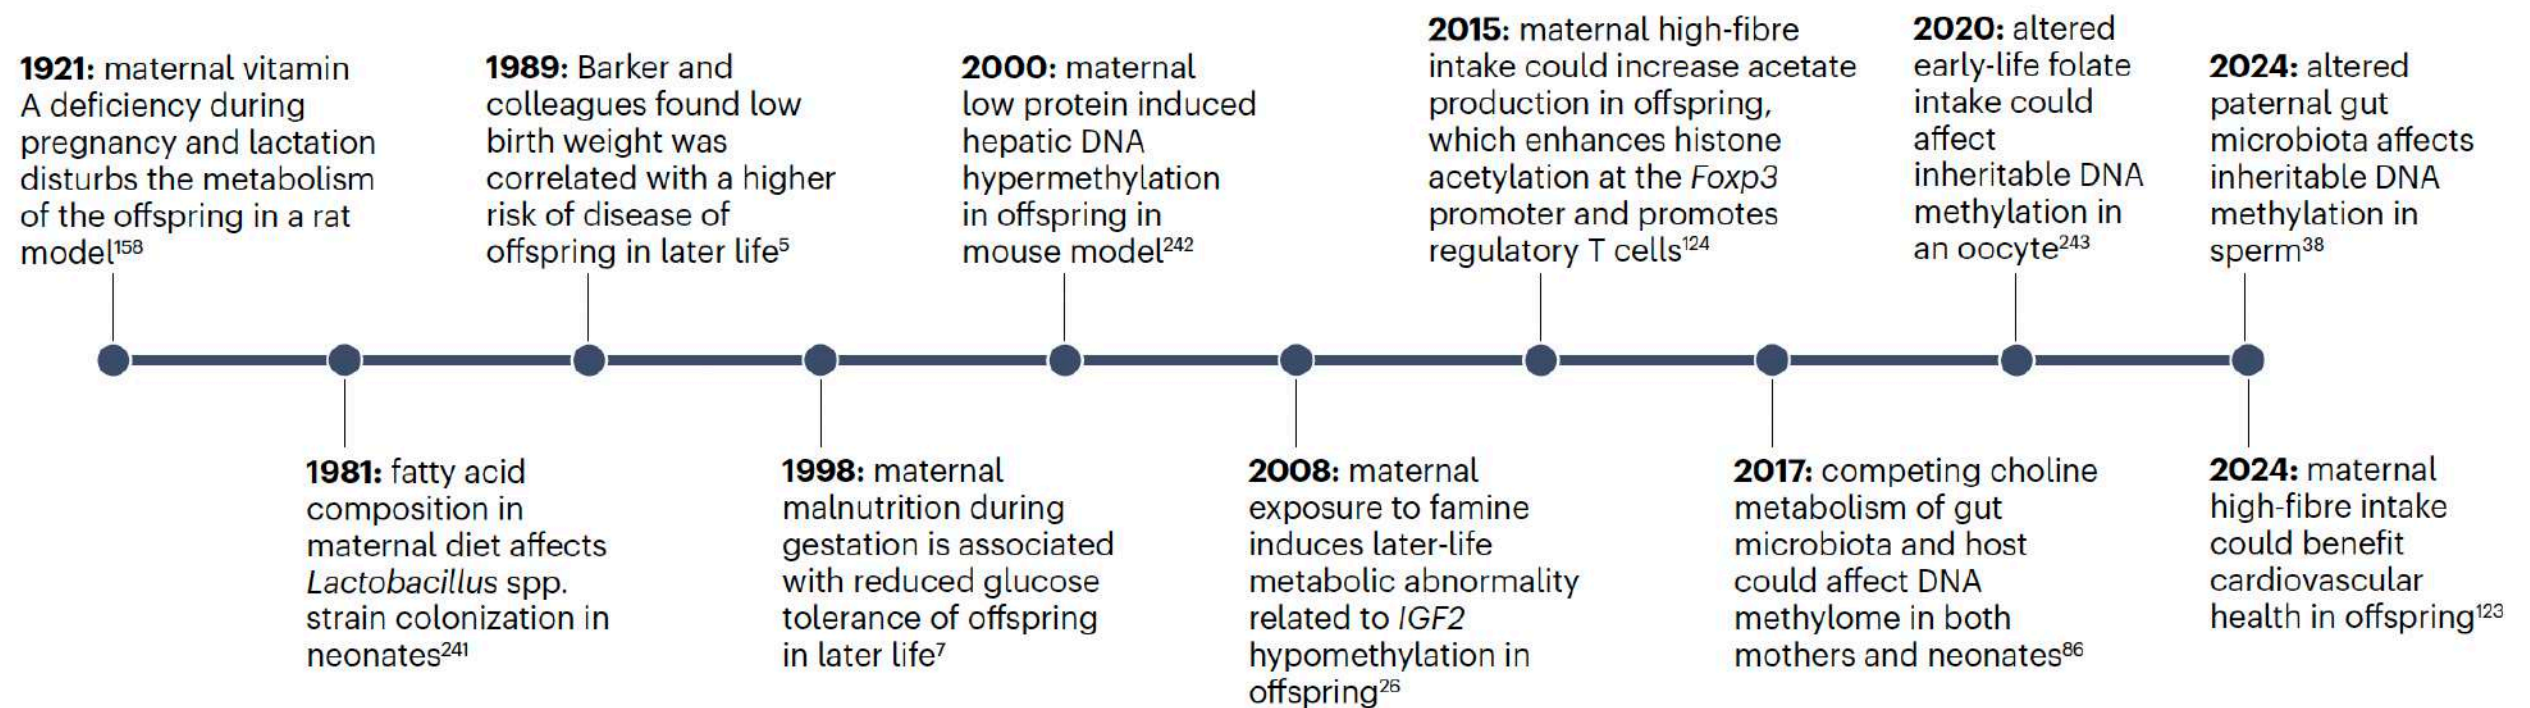 1921: maternal vitamin
A deficiency during
pregnancy and lactation
disturbs the metabolism
of the offspring in a rat
model158
1981: fatty acid
composition in
maternal diet affects
Lactobacillus spp.
strain colonization in
neonates241
1989: Barker and
colleagues found low
birth weight was
correlated with a higher
risk of disease of
offspring in later life5
1998: maternal
malnutrition during
gestation is associated
with reduced glucose
tolerance of offspring
in later life7
2000: maternal
low protein induced
hepatic DNA
hypermethylation
in offspring in
mouse model242
2008: maternal
exposure to famine
induces later-life
metabolic abnormality
related to IGF2
hypomethylation in
offspring26
2015: maternal high-fibre
intake could increase acetate
production in offspring,
which enhances histone
acetylation at the Foxp3
promoter and promotes
regulatory T cells124
2017: competing choline
metabolism of gut
microbiota and host
could affect DNA
methylome in both
mothers and neonates86
2020: altered
early-life folate
intake could
affect
inheritable DNA
methylation in
an oocyte243
2024: altered
paternal gut
microbiota affects
inheritable DNA
methylation in
sperm38
2024: maternal
high-fibre intake
could benefit
cardiovascular
health in offspring123